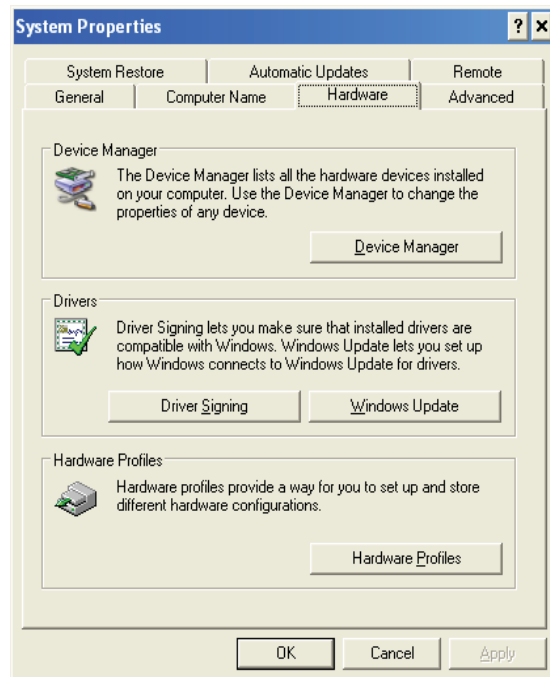 System Properties
System Restore Automatic Updates Remote
General Computer Name Hardware Advanced
Device Manager
The Device Manager lists all the hardware devices installed
on your computer. Use the Device Manager to change the
properties of any device.
Device Manager
Drivers
Driver Signing lets you make sure that installed drivers are
compatible with Windows. Windows Update lets you set up
how Windows connects to Windows Update for drivers.
Driver Signing Windows Update
Hardware Profiles
Hardware profiles provide a way for you to set up and store
different hardware configurations.
Hardware Profiles
OK Cancel Apply